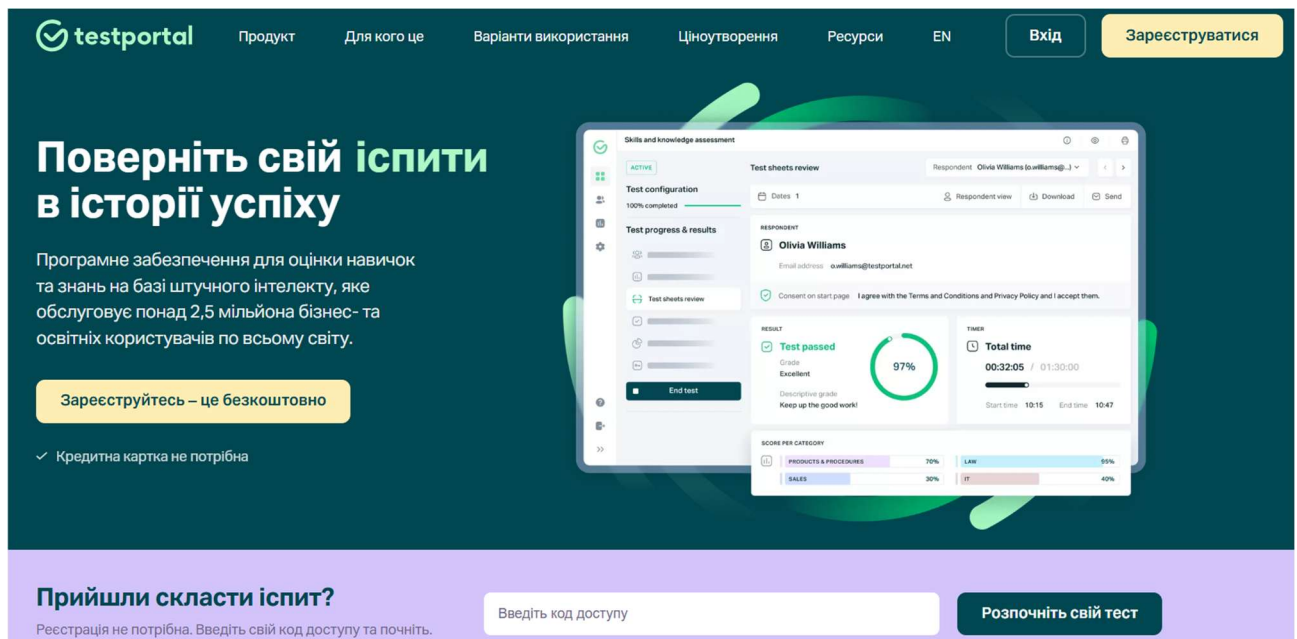 testportal
Продукт
Для кого це
Варіанти використання
Ціноутворення
Ресурси
EN
Вхід
Зареєструватися
Поверніть свій іспити
в історії успіху
Програмне забезпечення для оцінки навичок
та знань на базі штучного інтелекту, яке
обслуговує понад 2,5 мільйона бізнес- та
освітніх користувачів по всьому світу.
Зареєструйтесь – це безкоштовно
Кредитна картка не потрібна
Skills and knowledge assessment
ACTIVE
Test configuration
100% completed
Test progress & results
Test sheets review
End test
Test sheets review
Respondent Olivia Williams (o.williams@...)
Dates 1
Respondent view
Download
Send
RESPONDENT
Olivia Williams
Email address o.williams@testportal.net
Consent on start page I agree with the Terms and Conditions and Privacy Policy and I accept them.
RESULT
Test passed
Grade
Excellent
Descriptive grade
Keep up the good work!
97%
TIMER
Total time
00:32:05 / 01:30:00
Start time 10:15 End time 10:47
SCORE PER CATEGORY
PRODUCTS & PROCEDURES 70%
LAW 95%
SALES 30%
IT 40%
Прийшли скласти іспит?
Реєстрація не потрібна. Введіть свій код доступу та почніть.
Введіть код доступу
Розпочніть свій тест